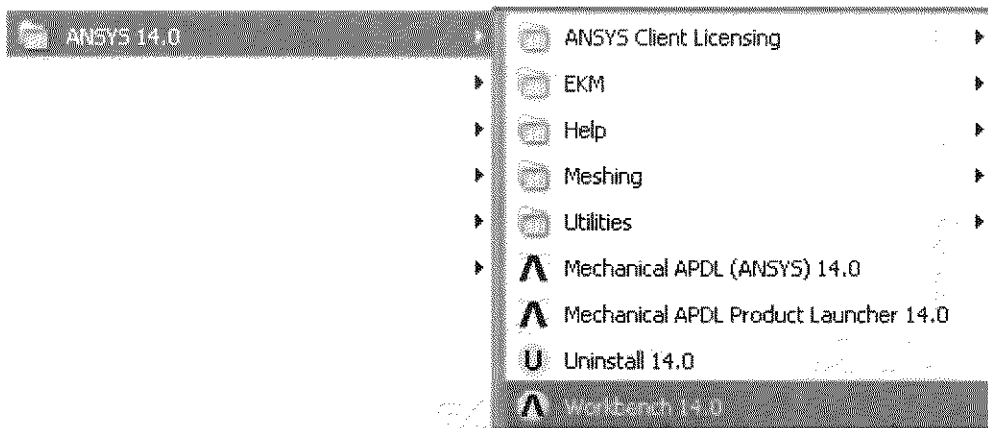 ANSYS 14.0
ANSYS Client Licensing
EKM
Help
Meshing
Utilities
Mechanical APDL (ANSYS) 14.0
Mechanical APDL Product Launcher 14.0
Uninstall 14.0
Workbench 14.0